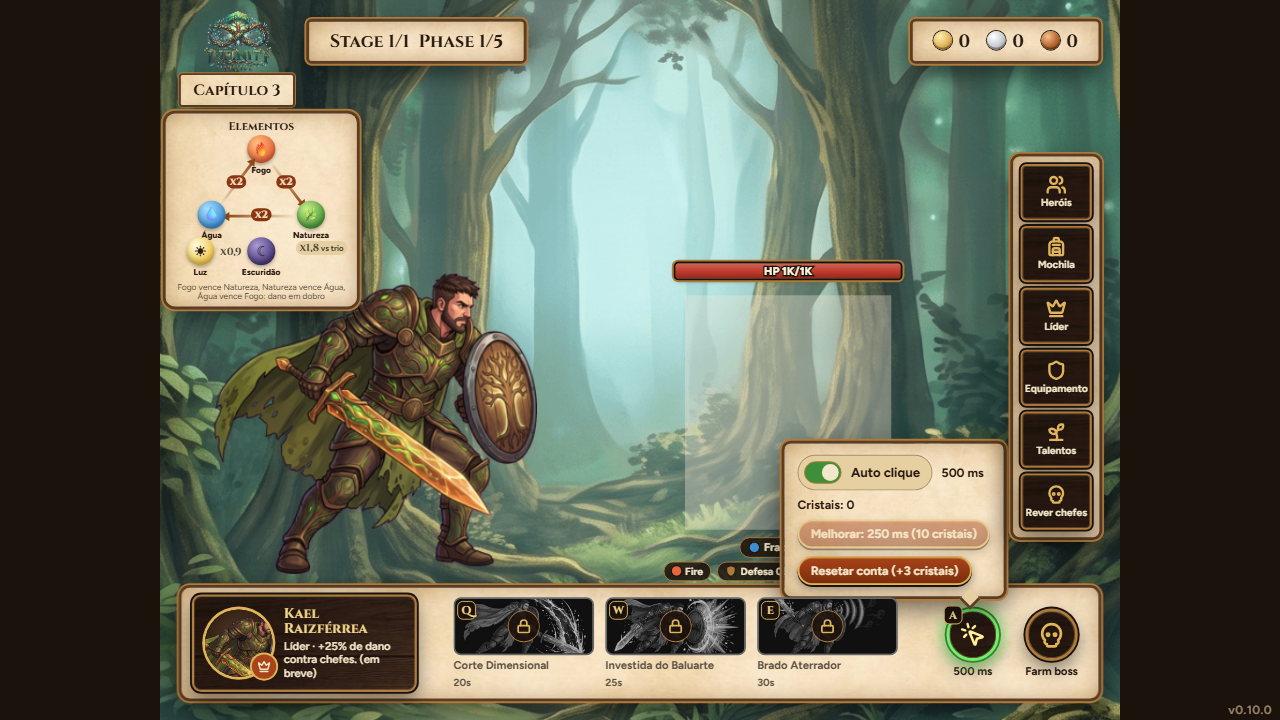 Stage 1/1 Phase 1/5
0 0 0
Capítulo 3
Elementos
Fogo
x2 x2
x2
Água
Natureza
x0,9
x1,8 vs trio
Luz
Escuridão
Fogo vence Natureza, Natureza vence Água,
Água vence Fogo: dano em dobro
HP 1K/1K
Heróis
Mochila
Líder
Equipamento
Talentos
Rever chefes
Auto clique 500 ms
Cristais: 0
Melhorar: 250 ms (10 cristais)
Resetar conta (+3 cristais)
Fire
Kael
Raizférrea
Líder · +25% de dano
contra chefes. (em
breve)
Q
Corte Dimensional
20s
W
Investida do Baluarte
25s
E
Brado Aterrador
30s
A
500 ms
Farm boss
v0.10.0